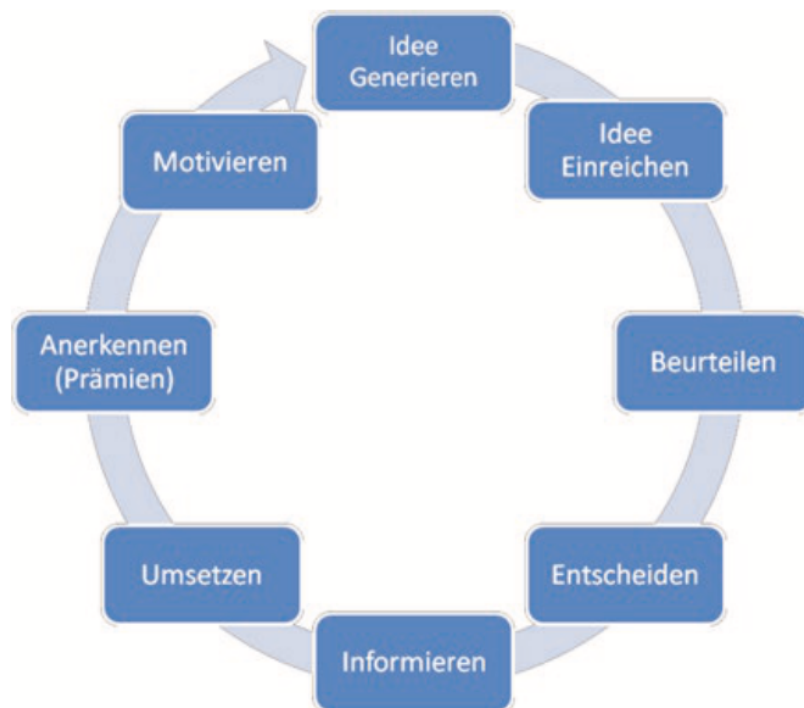 Idee
Generieren
Idee
Einreichen
Beurteilen
Entscheiden
Informieren
Umsetzen
Anerkennen
(Prämien)
Motivieren